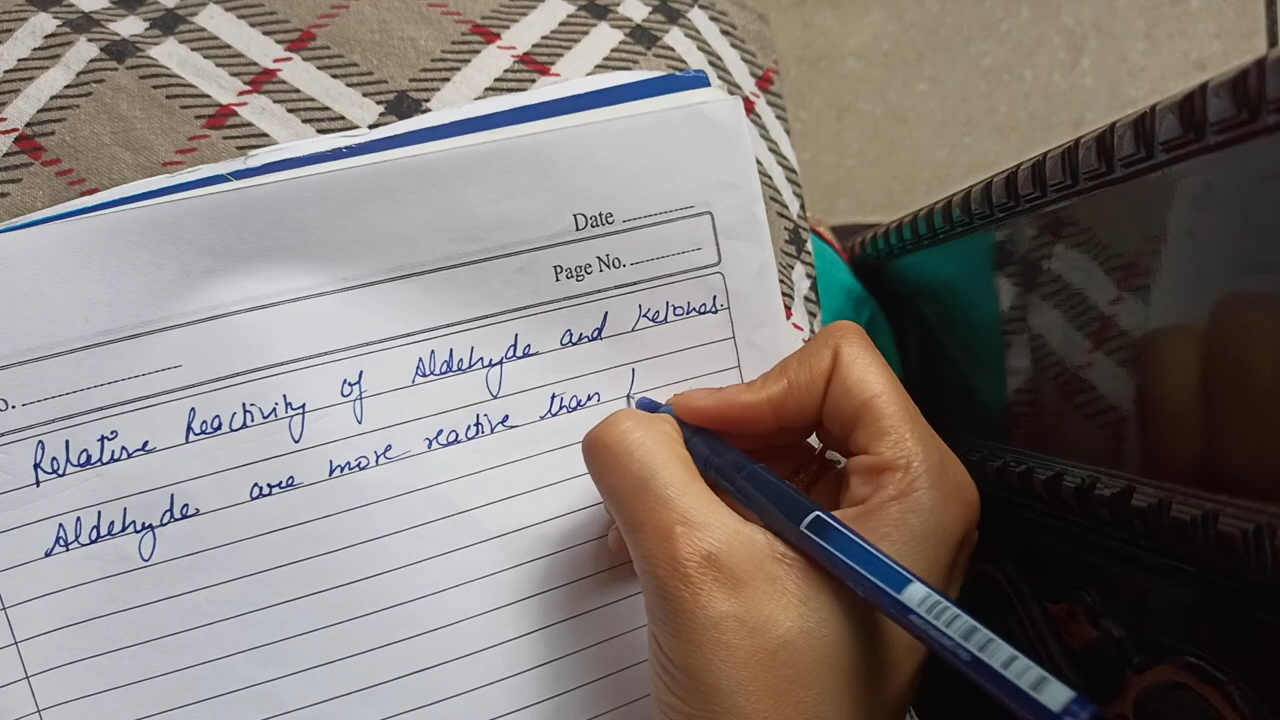 Date
Page No.
o.
Relative Reactivity of Aldehyde and Ketones.
Aldehyde are more reactive than